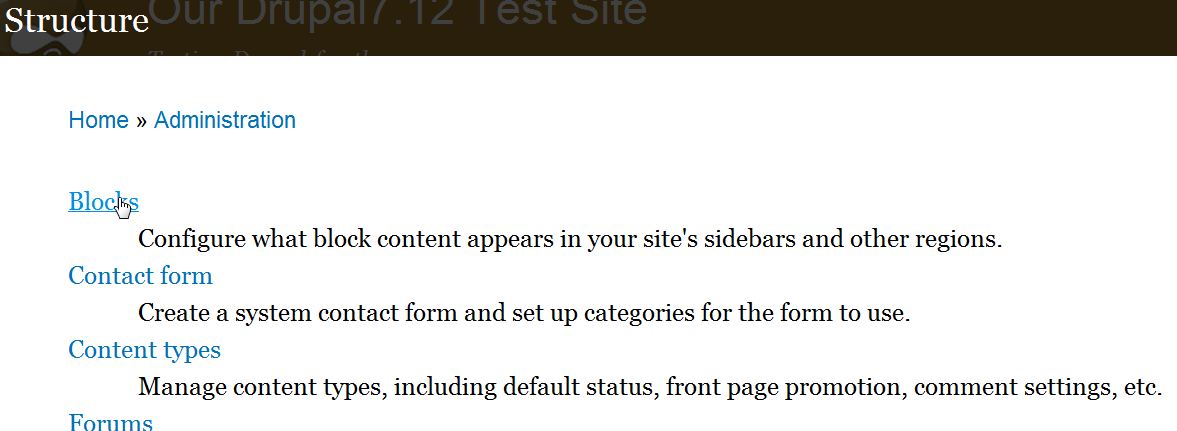 Structure
Our Drupal7.12 Test Site
Home » Administration
Blocks
Configure what block content appears in your site's sidebars and other regions.
Contact form
Create a system contact form and set up categories for the form to use.
Content types
Manage content types, including default status, front page promotion, comment settings, etc.
Forums